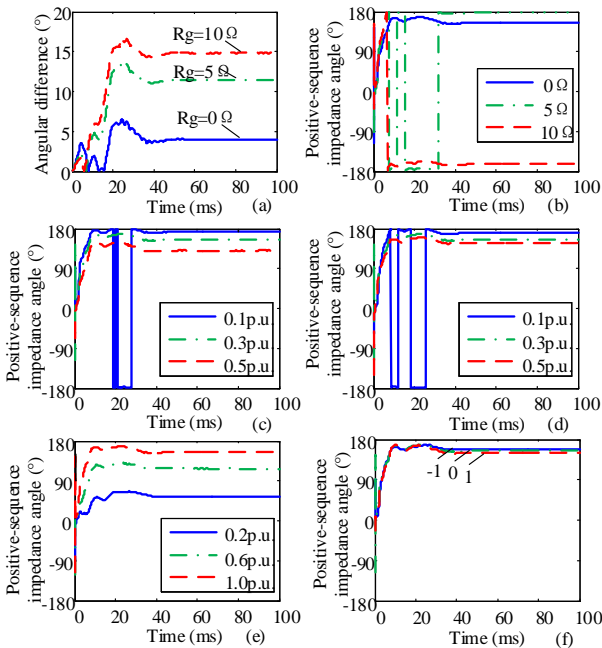 20
15
10
5
0
Angular difference (°)
Rg=10 Ω
Rg=5 Ω
Rg=0 Ω
0 20 40 60 80 100
Time (ms)
(a)
180
90
0
-90
-180
Positive-sequence
impedance angle (°)
0 Ω
5 Ω
10 Ω
0 20 40 60 80 100
Time (ms)
(b)
180
90
0
-90
-180
Positive-sequence
impedance angle (°)
0.1p.u.
0.3p.u.
0.5p.u.
0 20 40 60 80 100
Time (ms)
(c)
180
90
0
-90
-180
Positive-sequence
impedance angle (°)
0.1p.u.
0.3p.u.
0.5p.u.
0 20 40 60 80 100
Time (ms)
(d)
180
90
0
-90
-180
Positive-sequence
impedance angle (°)
0.2p.u.
0.6p.u.
1.0p.u.
0 20 40 60 80 100
Time (ms)
(e)
180
90
0
-90
-180
Positive-sequence
impedance angle (°)
-1 0 1
0 20 40 60 80 100
Time (ms)
(f)